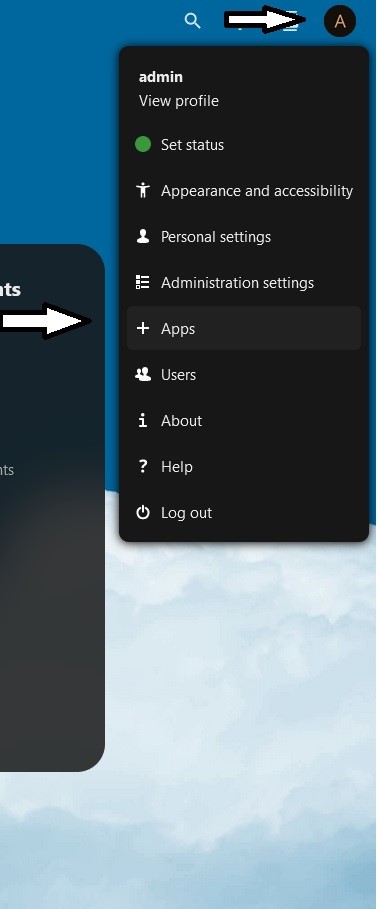 A
admin
View profile
Set status
Appearance and accessibility
Personal settings
Administration settings
Apps
Users
About
Help
Log out
nts
nts